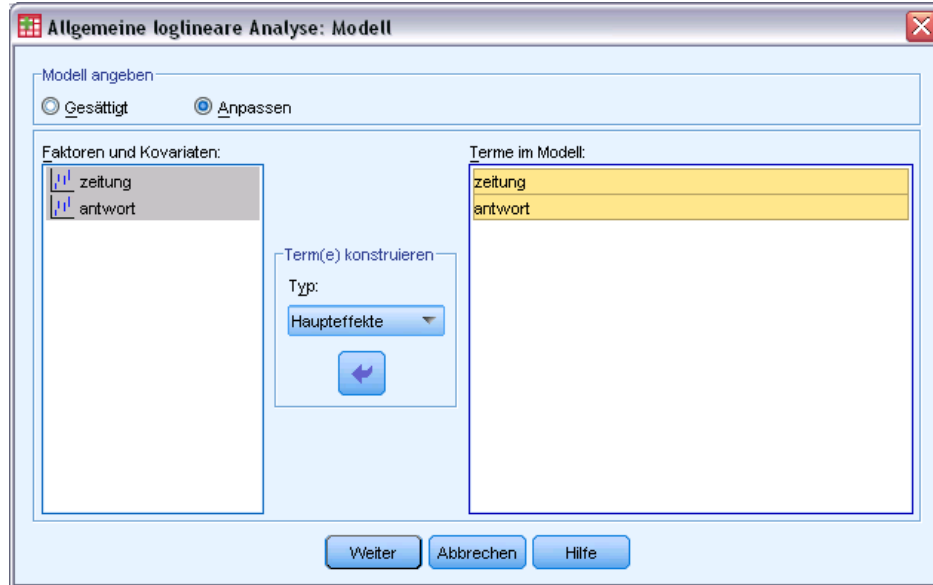 Allgemeine loglineare Analyse: Modell
Modell angeben
Gesättigt
Anpassen
Faktoren und Kovariaten:
zeitung
antwort
Term(e) konstruieren
Typ:
Haupteffekte
Terme im Modell:
zeitung
antwort
Weiter
Abbrechen
Hilfe